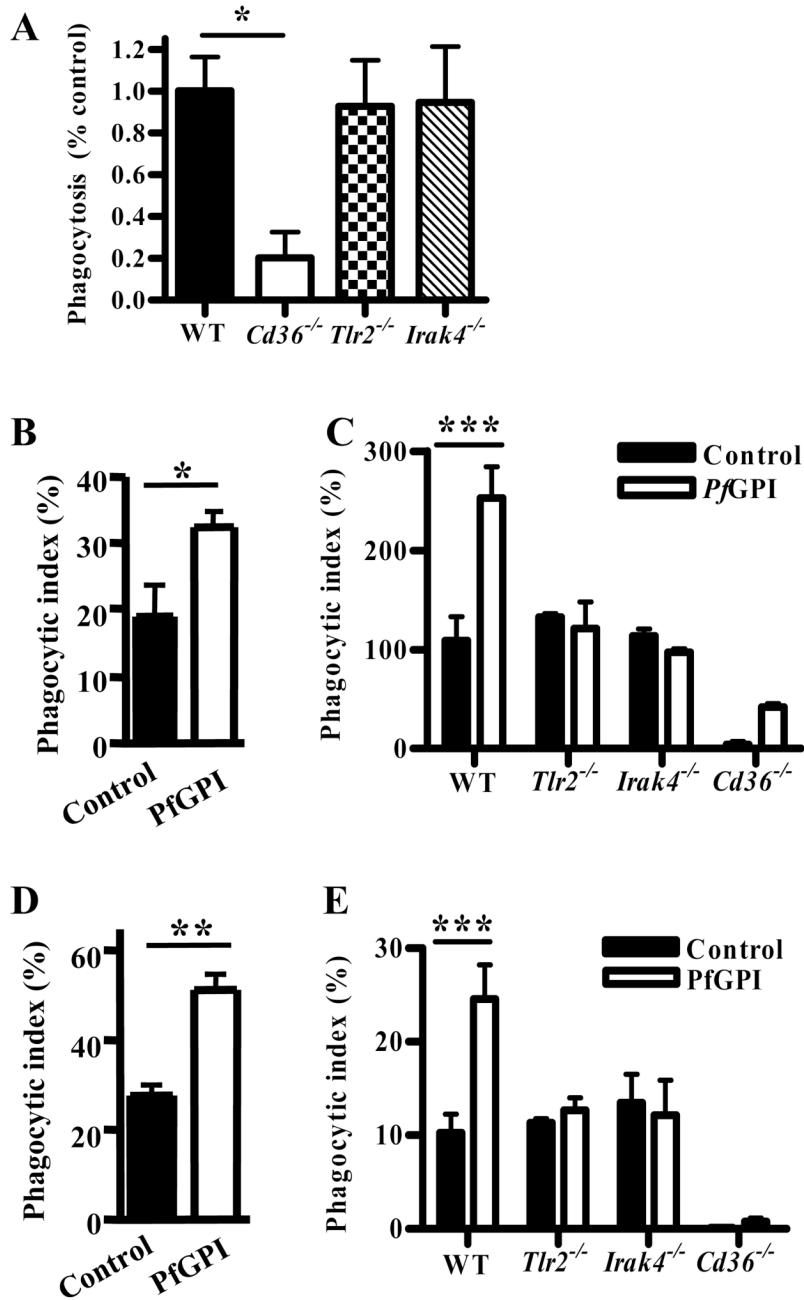 A
*
Phagocytosis (% control)
1.2
1.0
0.8
0.6
0.4
0.2
0.0
WT Cd36-/- Tlr2-/- Irak4-/-
B
*
Phagocytic index (%)
40
30
20
10
0
Control PfGPI
C
***
Control
PfGPI
Phagocytic index (%)
300
200
100
0
WT Tlr2-/- Irak4-/- Cd36-/-
D
**
Phagocytic index (%)
60
40
20
0
Control PfGPI
E
***
Control
PfGPI
Phagocytic index (%)
30
20
10
0
WT Tlr2-/- Irak4-/- Cd36-/-